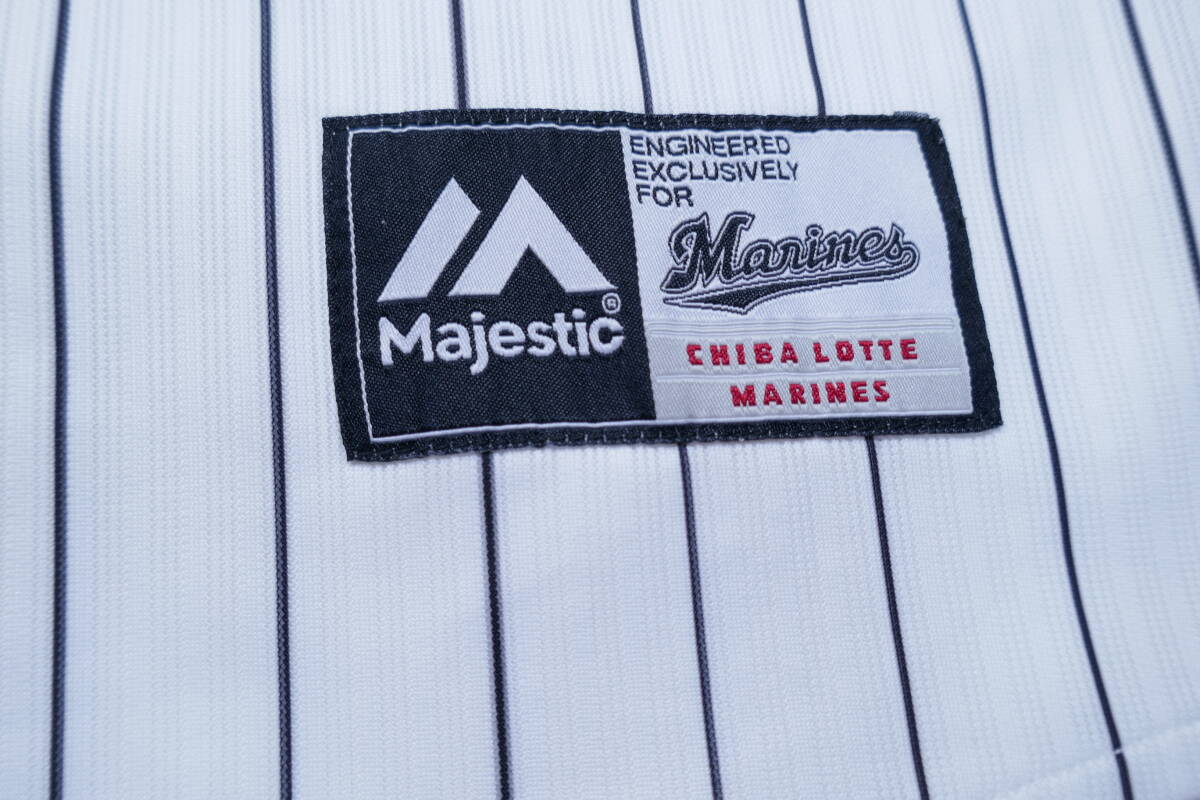 Majestic®
ENGINEERED
EXCLUSIVELY
FOR
Marines
CHIBA LOTTE
MARINES